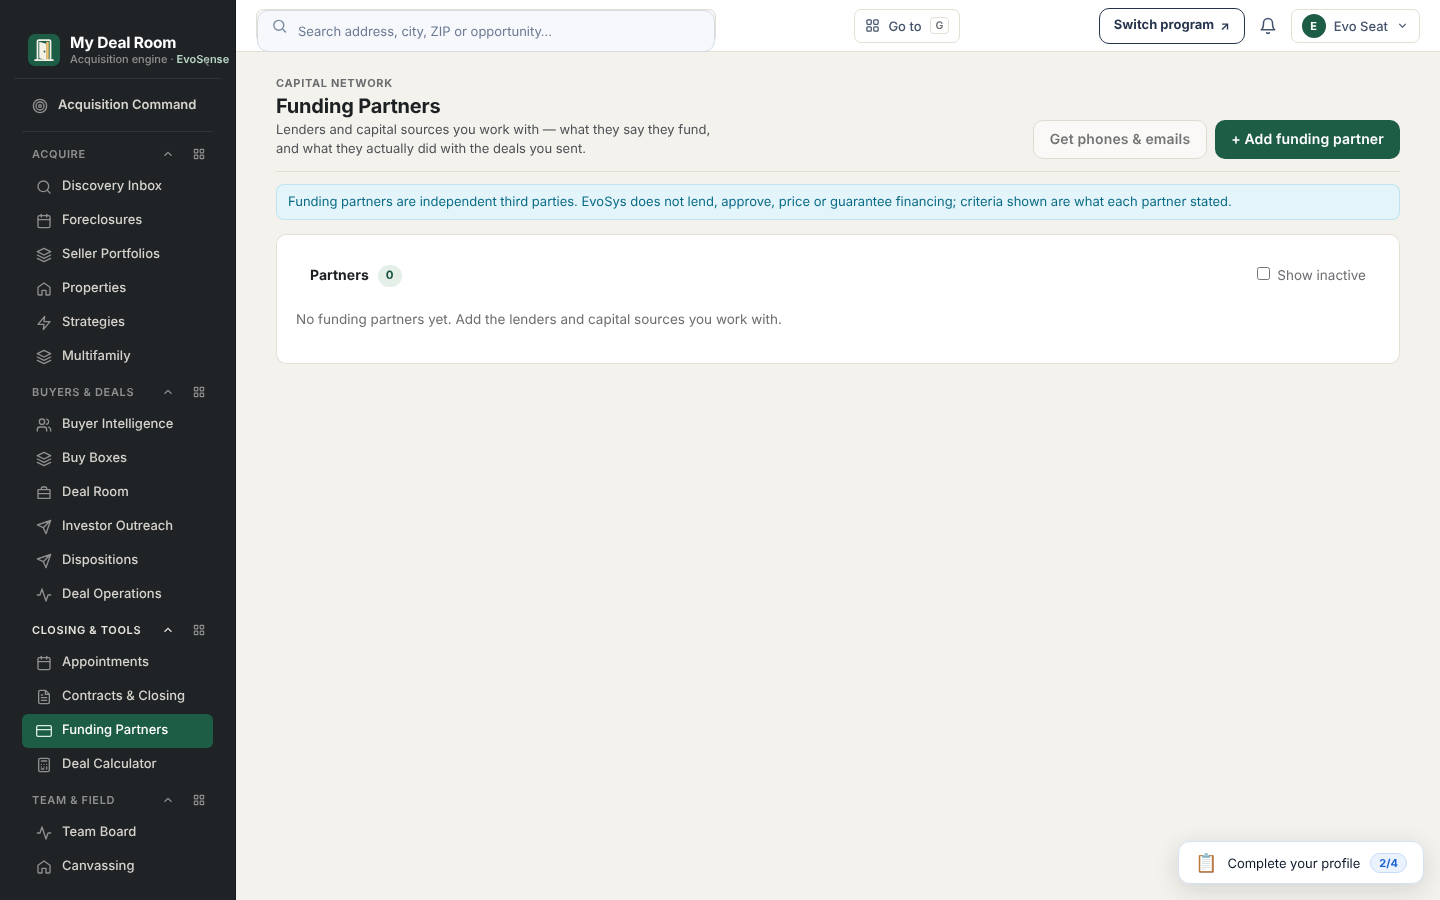 My Deal Room
Acquisition engine · EvoSense
Acquisition Command
ACQUIRE
Discovery Inbox
Foreclosures
Seller Portfolios
Properties
Strategies
Multifamily
BUYERS & DEALS
Buyer Intelligence
Buy Boxes
Deal Room
Investor Outreach
Dispositions
Deal Operations
CLOSING & TOOLS
Appointments
Contracts & Closing
Funding Partners
Deal Calculator
TEAM & FIELD
Team Board
Canvassing
Search address, city, ZIP or opportunity...
Go to G
Switch program
E Evo Seat
CAPITAL NETWORK
Funding Partners
Lenders and capital sources you work with — what they say they fund,
and what they actually did with the deals you sent.
Get phones & emails
+ Add funding partner
Funding partners are independent third parties. EvoSys does not lend, approve, price or guarantee financing; criteria shown are what each partner stated.
Partners 0
Show inactive
No funding partners yet. Add the lenders and capital sources you work with.
Complete your profile 2/4